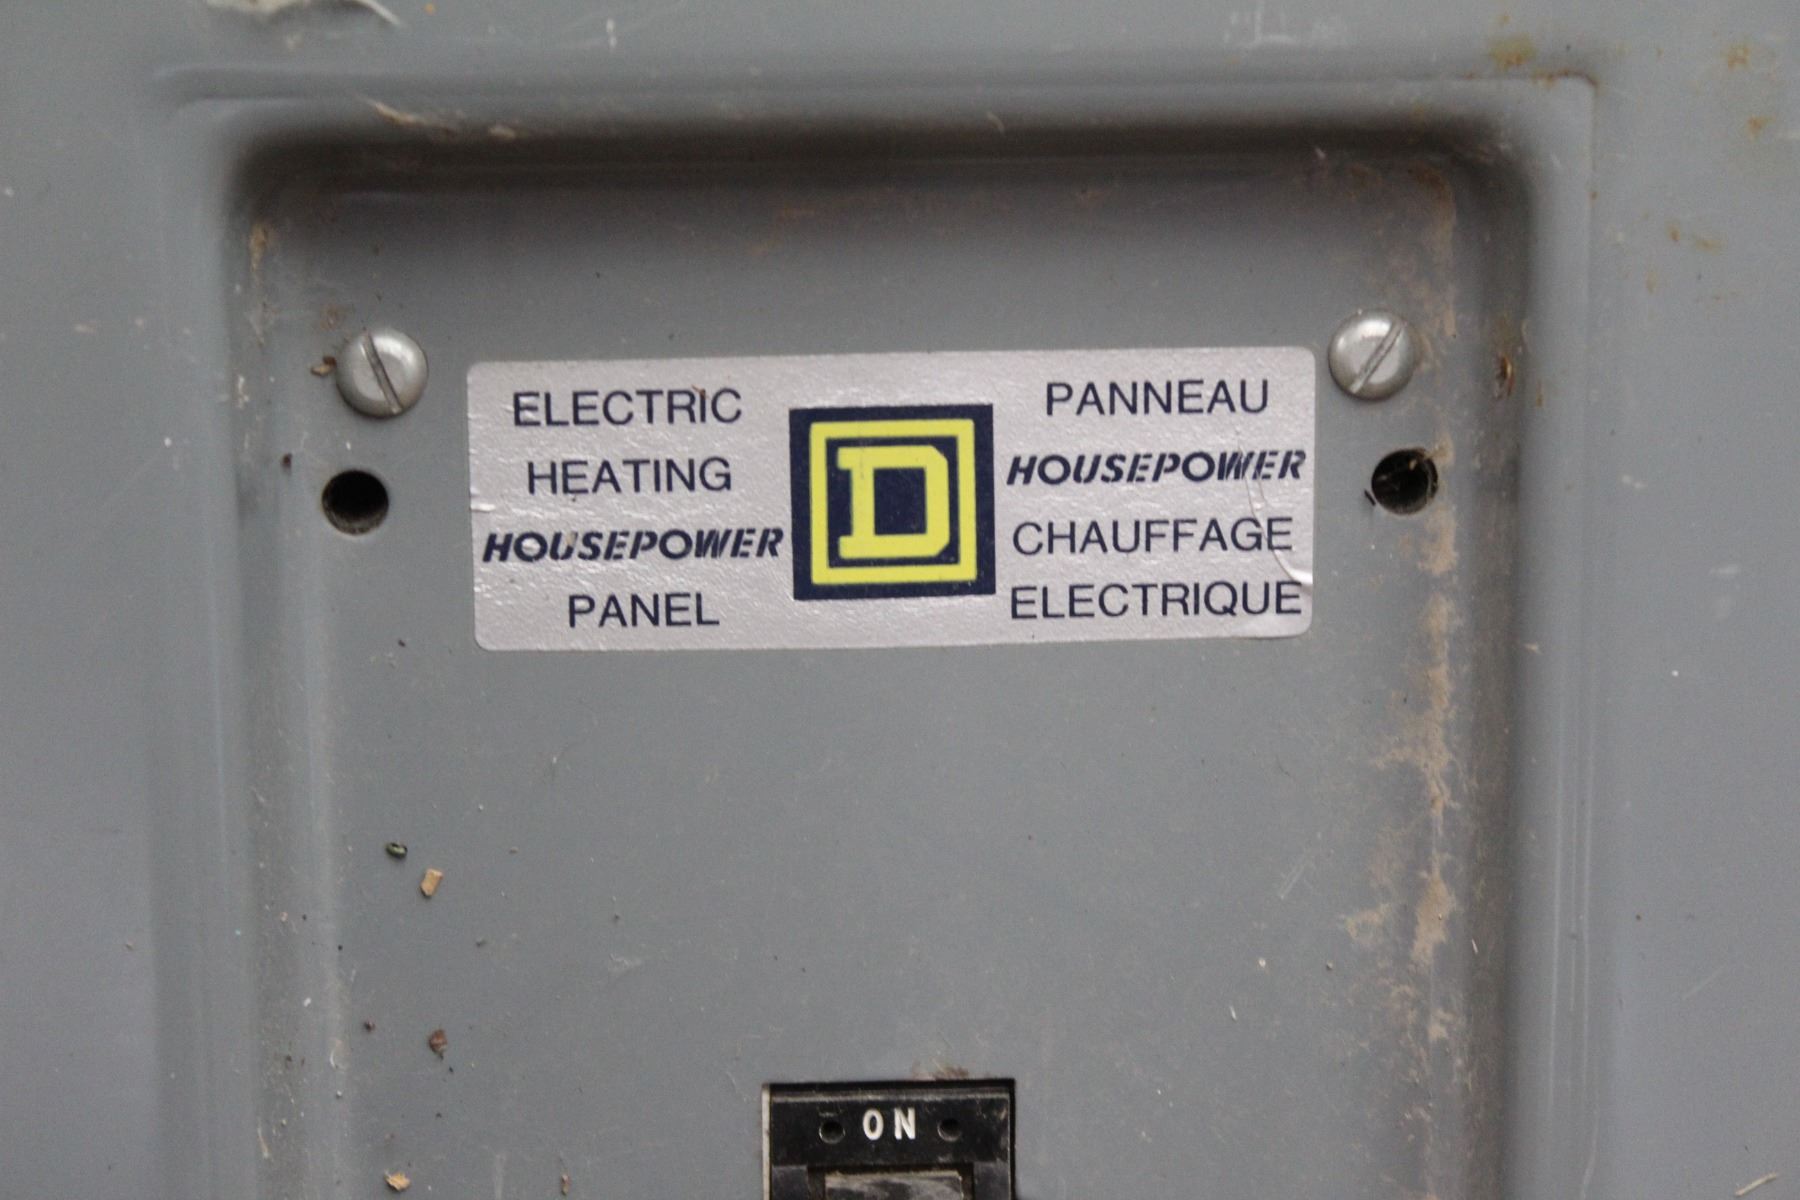 ELECTRIC
HEATING
HOUSEPOWER
PANEL
D
PANNEAU
HOUSEPOWER
CHAUFFAGE
ELECTRIQUE
ON